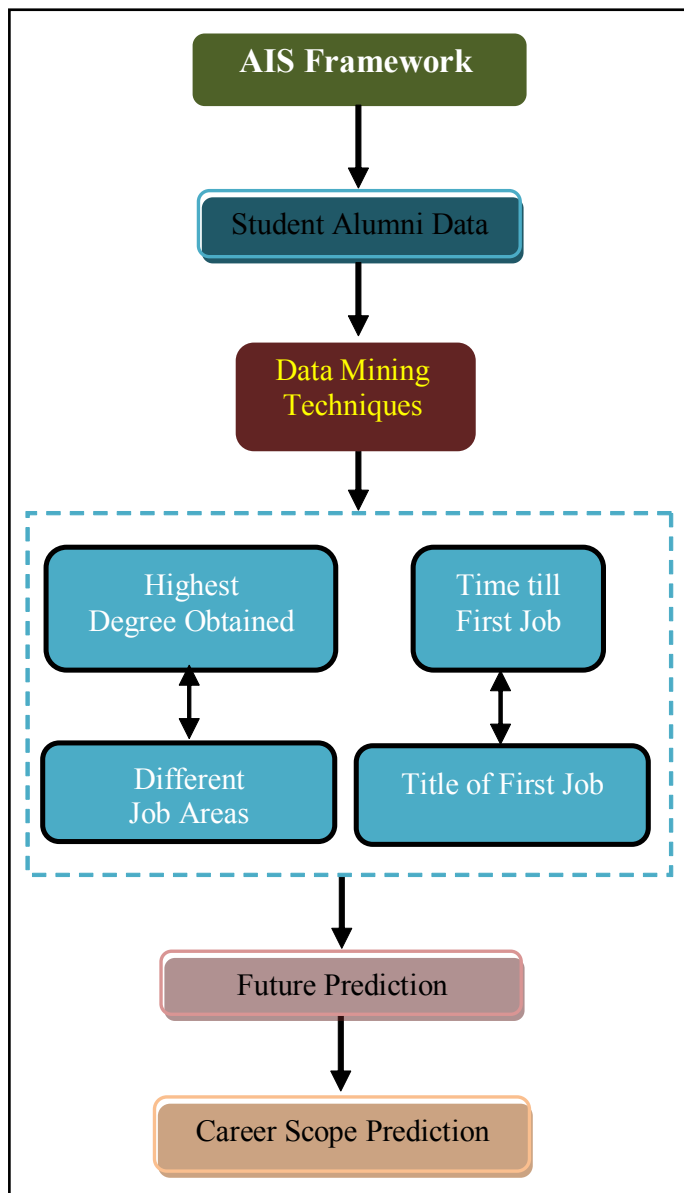 AIS Framework
Student Alumni Data
Data Mining
Techniques
Highest
Degree Obtained
Time till
First Job
Different
Job Areas
Title of First Job
Future Prediction
Career Scope Prediction